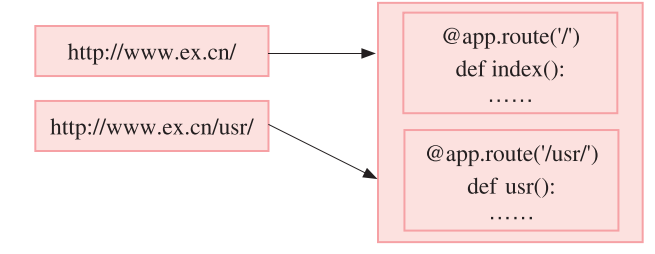 http://www.ex.cn/
http://www.ex.cn/usr/
@app.route('/')
def index():
……
@app.route('/usr/')
def usr():
……